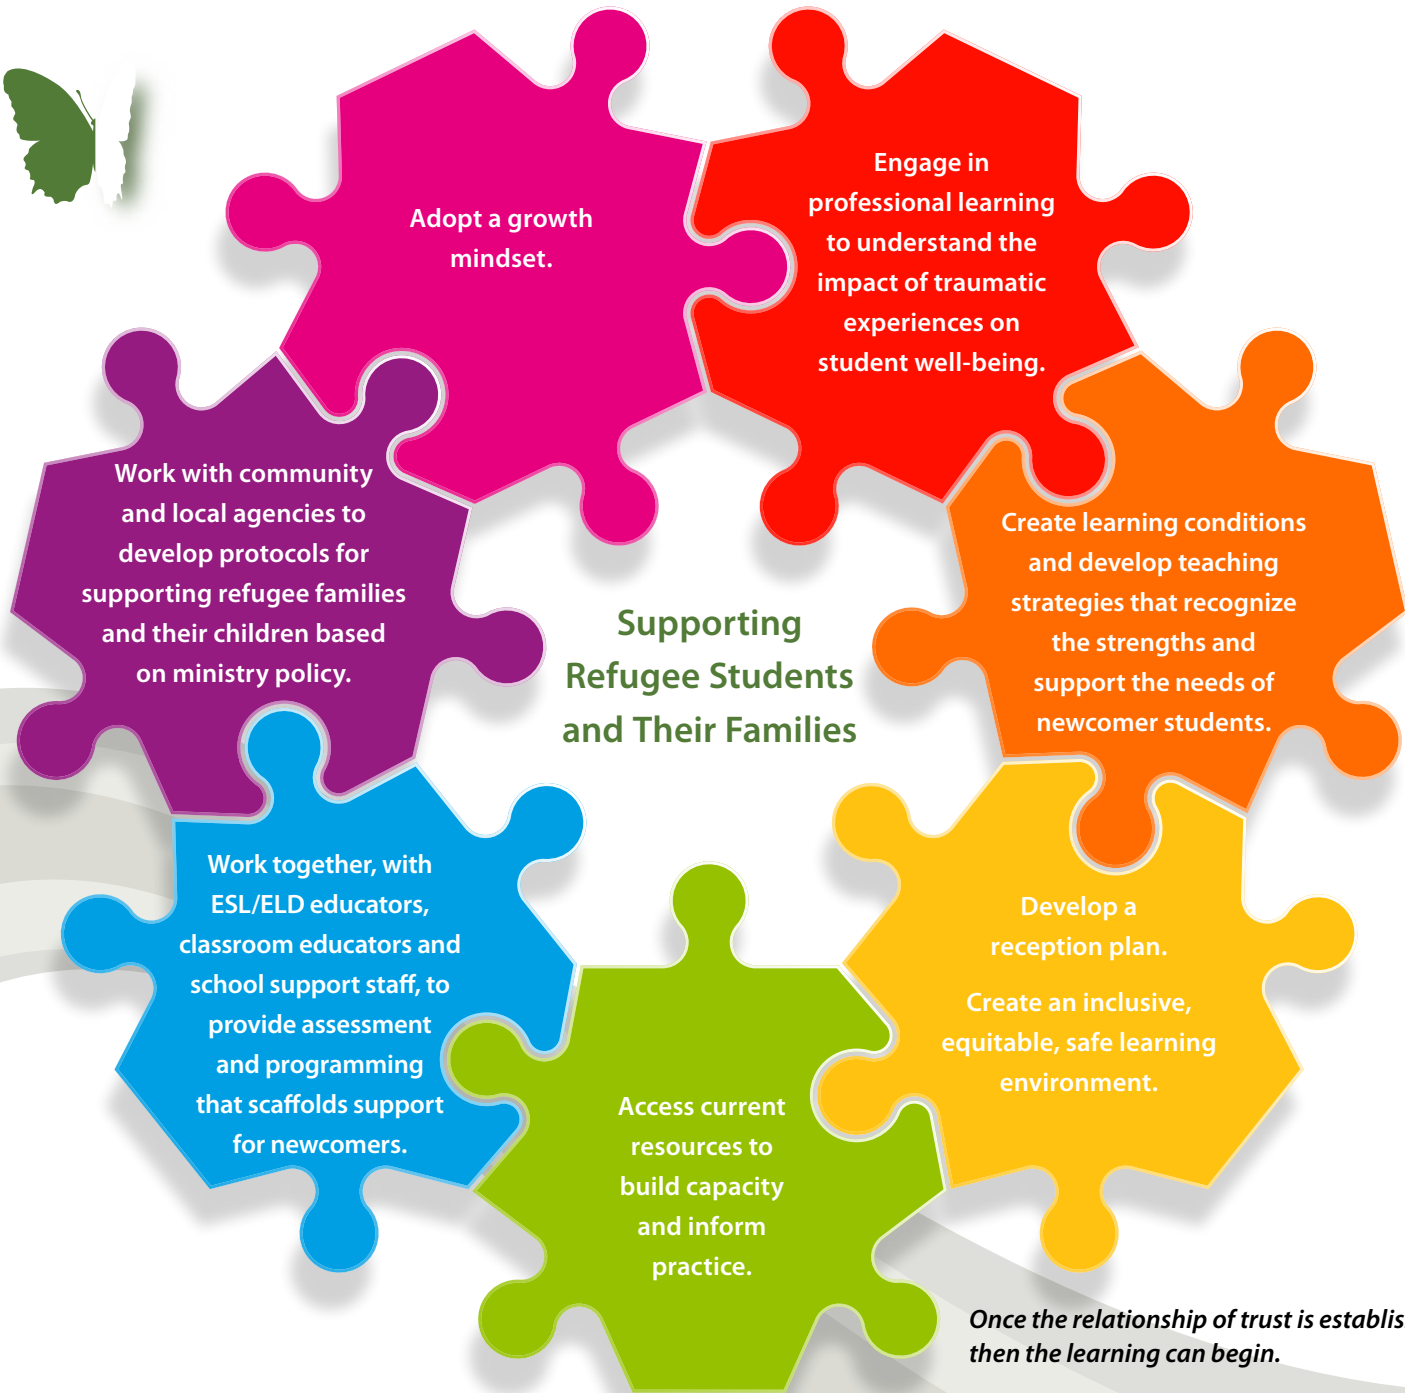 Adopt a growth
mindset.
Engage in
professional learning
to understand the
impact of traumatic
experiences on
student well-being.
Work with community
and local agencies to
develop protocols for
supporting refugee families
and their children based
on ministry policy.
Create learning conditions
and develop teaching
strategies that recognize
the strengths and
support the needs of
newcomer students.
Supporting
Refugee Students
and Their Families
Work together, with
ESL/ELD educators,
classroom educators and
school support staff, to
provide assessment
and programming
that scaffolds support
for newcomers.
Develop a
reception plan.
Create an inclusive,
equitable, safe learning
environment.
Access current
resources to
build capacity
and inform
practice.
Once the relationship of trust is
then the learning can begin.